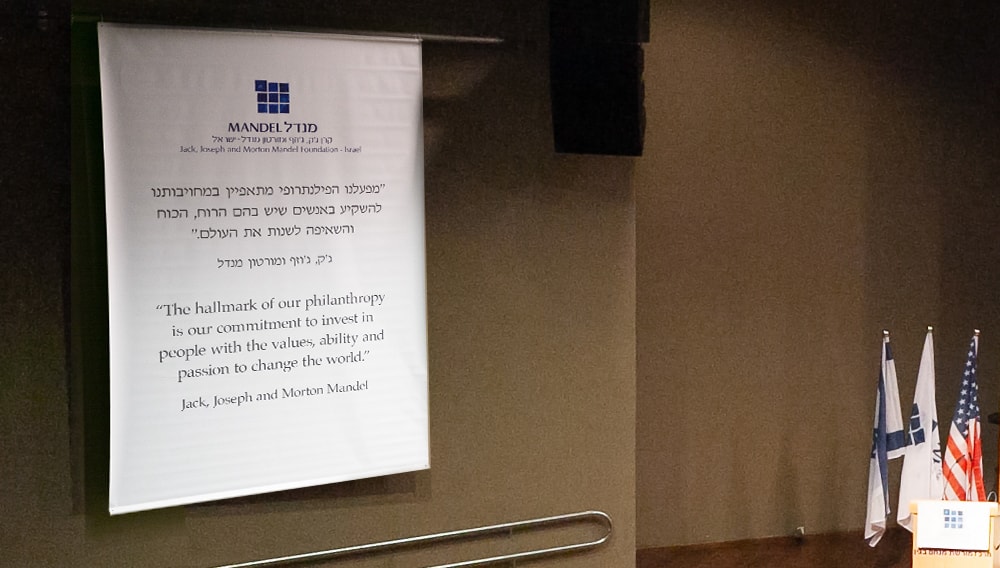 MANDEL מנדל
קרן ג'ק, ג'וזף ומורטון מנדל-ישראל
Jack, Joseph and Morton Mandel Foundation - Israel
"מפעלנו הפילנתרופי מתאפיין במחויבותנו
להשקיע באנשים שיש בהם הרוח, הכוח
והשאיפה לשנות את העולם."
ג'ק, ג'וזף ומורטון מנדל
“The hallmark of our philanthropy
is our commitment to invest in
people with the values, ability and
passion to change the world.”
Jack, Joseph and Morton Mandel